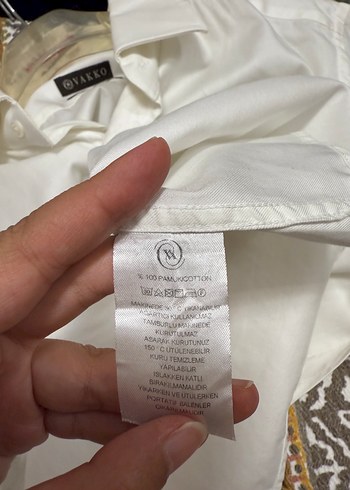 VAKKO
% 100 PAMUK/COTTON
MAKİNEDE 30° C YIKANABİLİR
AĞARTICI KULLANILMAZ
TAMBURLU MAKİNEDE
KURUTULMAZ
ASARAK KURUTUNUZ
150 °C ÜTÜLENEBİLİR
KURU TEMİZLEME
YAPILABİLİR
ISLAKKEN KATLI
BIRAKILMAMALIDIR
YIKARKEN VE ÜTÜLERKEN
PORTATİF BALENLER
ÇIKARILMALIDIR